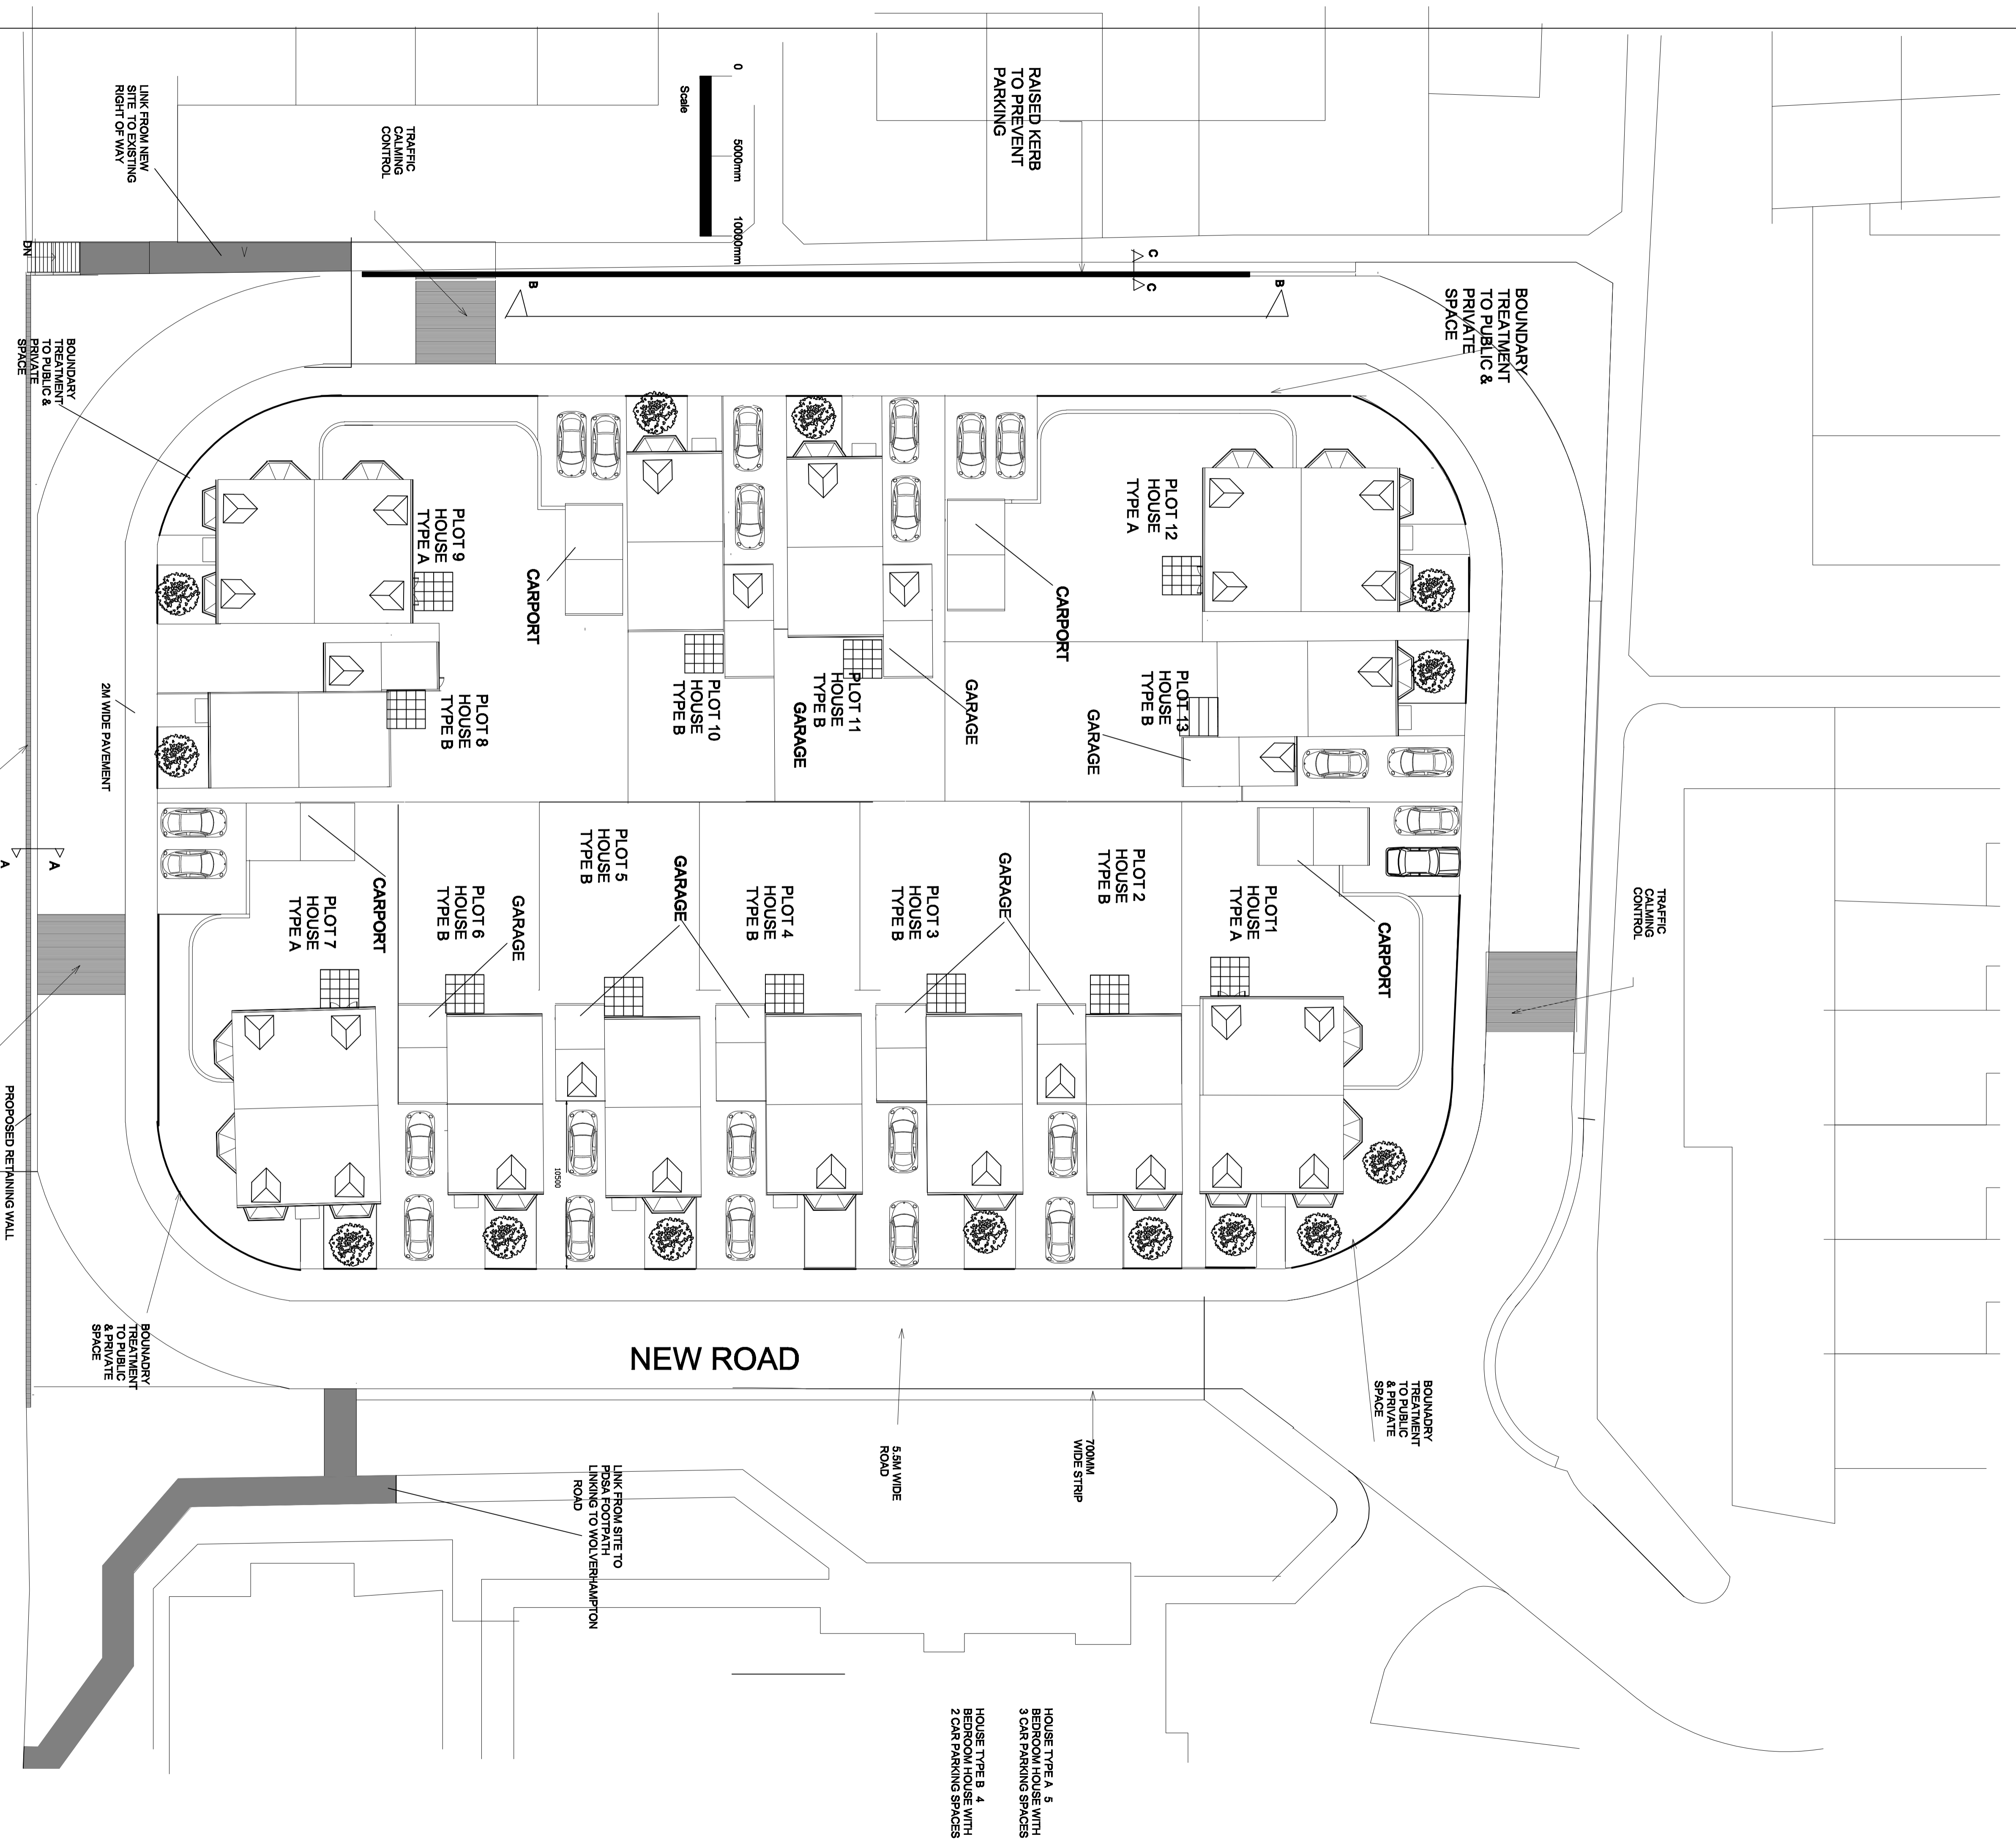 LINK FROM NEW
SITE TO EXISTING
RIGHT OF WAY
TRAFFIC
CALMING
CONTROL
0
5000mm
10000mm
Scale
RAISED KERB
TO PREVENT
PARKING
DN
C
C
B
B
BOUNDARY
TREATMENT
TO PUBLIC &
PRIVATE
SPACE
BOUNDARY
TREATMENT
TO PUBLIC &
PRIVATE
SPACE
PLOT 9
HOUSE
TYPE A
CARPORT
PLOT 12
HOUSE
TYPE A
CARPORT
2M WIDE PAVEMENT
PLOT 8
HOUSE
TYPE B
PLOT 10
HOUSE
TYPE B
PLOT 11
HOUSE
TYPE B
GARAGE
GARAGE
PLOT 13
HOUSE
TYPE B
GARAGE
A
A
CARPORT
PLOT 7
HOUSE
TYPE A
PLOT 6
HOUSE
TYPE B
GARAGE
PLOT 5
HOUSE
TYPE B
GARAGE
PLOT 4
HOUSE
TYPE B
PLOT 3
HOUSE
TYPE B
GARAGE
PLOT 2
HOUSE
TYPE B
PLOT1
HOUSE
TYPE A
CARPORT
TRAFFIC
CALMING
CONTROL
10'500
PROPOSED RETAINING WALL
BOUNADRY
TREATMENT
TO PUBLIC
& PRIVATE
SPACE
NEW ROAD
5.5M WIDE
ROAD
700MM
WIDE STRIP
BOUNADRY
TREATMENT
TO PUBLIC
& PRIVATE
SPACE
LINK FROM SITE TO
PDSA FOOTPATH
LINKING TO WOLVERHAMPTON
ROAD
HOUSE TYPE A 5
BEDROOM HOUSE WITH
3 CAR PARKING SPACES
HOUSE TYPE B 4
BEDROOM HOUSE WITH
2 CAR PARKING SPACES